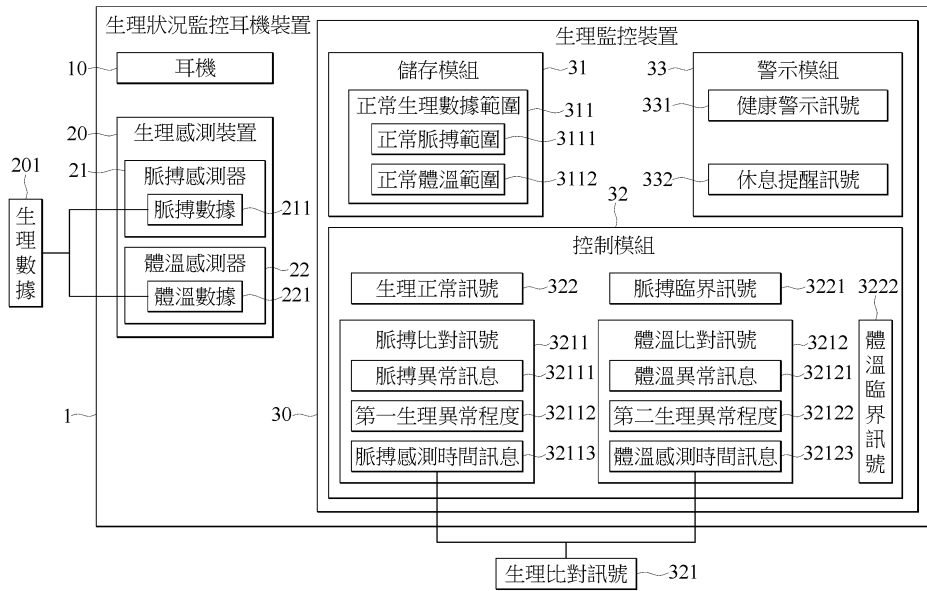 生理狀況監控耳機裝置
10
耳機
20
生理感測裝置
21
脈搏感測器
脈搏數據
211
體溫感測器
22
體溫數據
221
201
生理數據
1
30
生理監控裝置
儲存模組
31
正常生理數據範圍
311
正常脈搏範圍
3111
正常體溫範圍
3112
33
警示模組
331
健康警示訊號
332
休息提醒訊號
32
控制模組
生理正常訊號
322
脈搏臨界訊號
3221
3222
體溫臨界訊號
脈搏比對訊號
3211
脈搏異常訊息
32111
第一生理異常程度
32112
脈搏感測時間訊息
32113
體溫比對訊號
3212
體溫異常訊息
32121
第二生理異常程度
32122
體溫感測時間訊息
32123
生理比對訊號
321